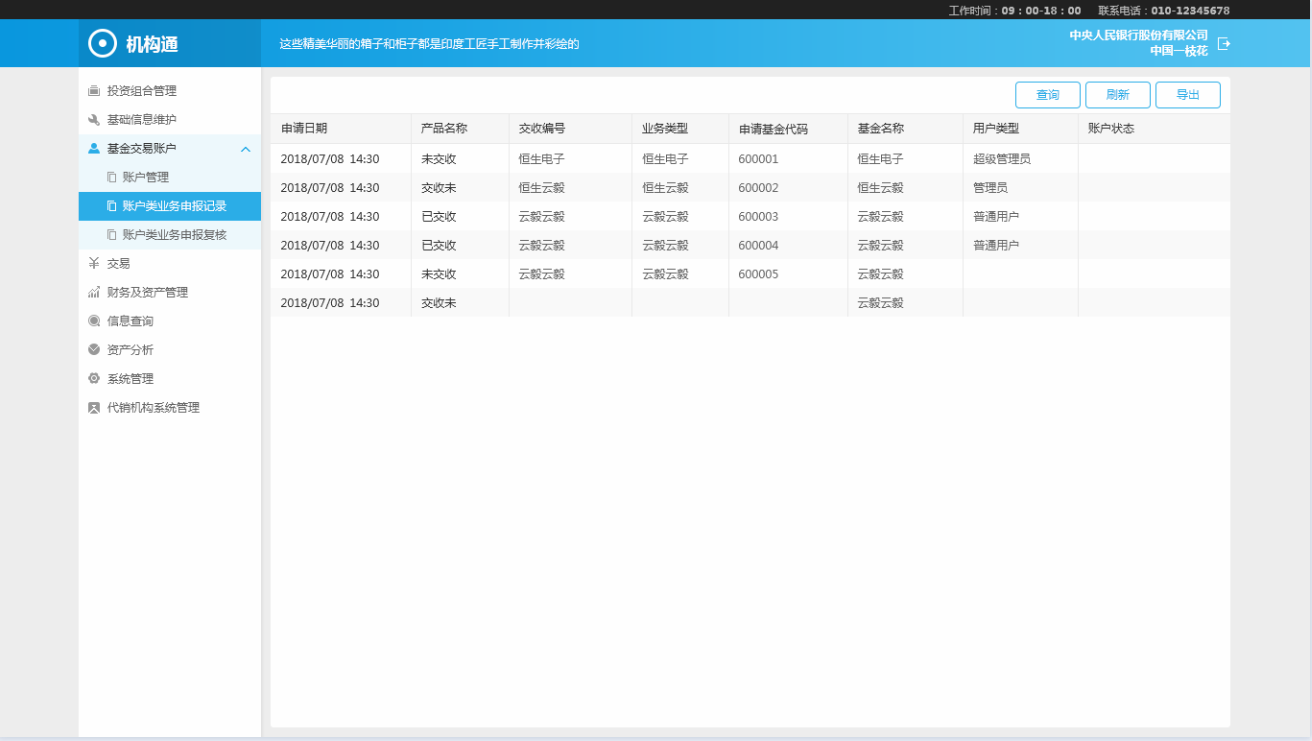 工作时间：09：00-18：00 联系电话：010-12345678
机构通
这些精美华丽的箱子和柜子都是印度工匠手工制作并彩绘的
中央人民银行股份有限公司
中国一枝花
投资组合管理
基础信息维护
基金交易账户
账户管理
账户类业务申报记录
账户类业务申报复核
交易
财务及资产管理
信息查询
资产分析
系统管理
代销机构系统管理
查询 刷新 导出
申请日期 产品名称 交收编号 业务类型 申请基金代码 基金名称 用户类型 账户状态
2018/07/08 14:30 未交收 恒生电子 恒生电子 600001 恒生电子 超级管理员
2018/07/08 14:30 交收未 恒生云毅 恒生云毅 600002 恒生云毅 管理员
2018/07/08 14:30 已交收 云毅云毅 云毅云毅 600003 云毅云毅 普通用户
2018/07/08 14:30 已交收 云毅云毅 云毅云毅 600004 云毅云毅 普通用户
2018/07/08 14:30 未交收 云毅云毅 云毅云毅 600005 云毅云毅
2018/07/08 14:30 交收未 云毅云毅